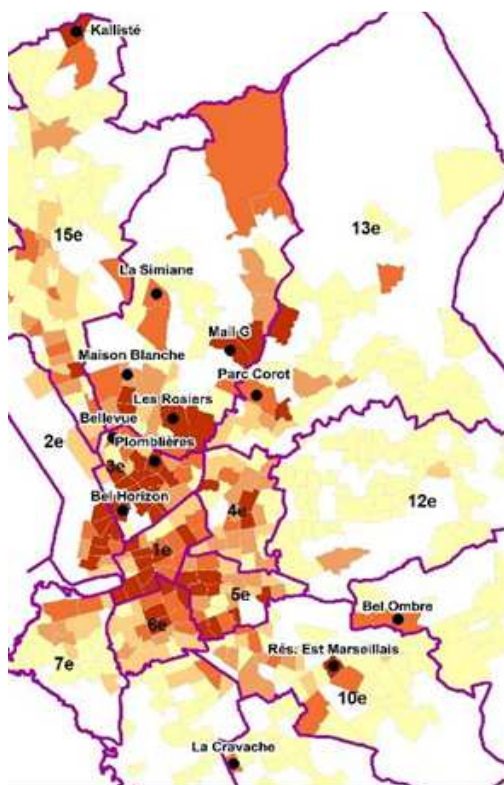 Kallisté
13e
15e
La Simiane
Mail G
Maison Blanche
Parc Corot
Les Rosiers
Bellevue
2e
Plomblières
3e
Bel Horizon
12e
4e
1e
5e
Bel Ombre
6e
7e
Rés. Est Marseillais
10e
La Cravache